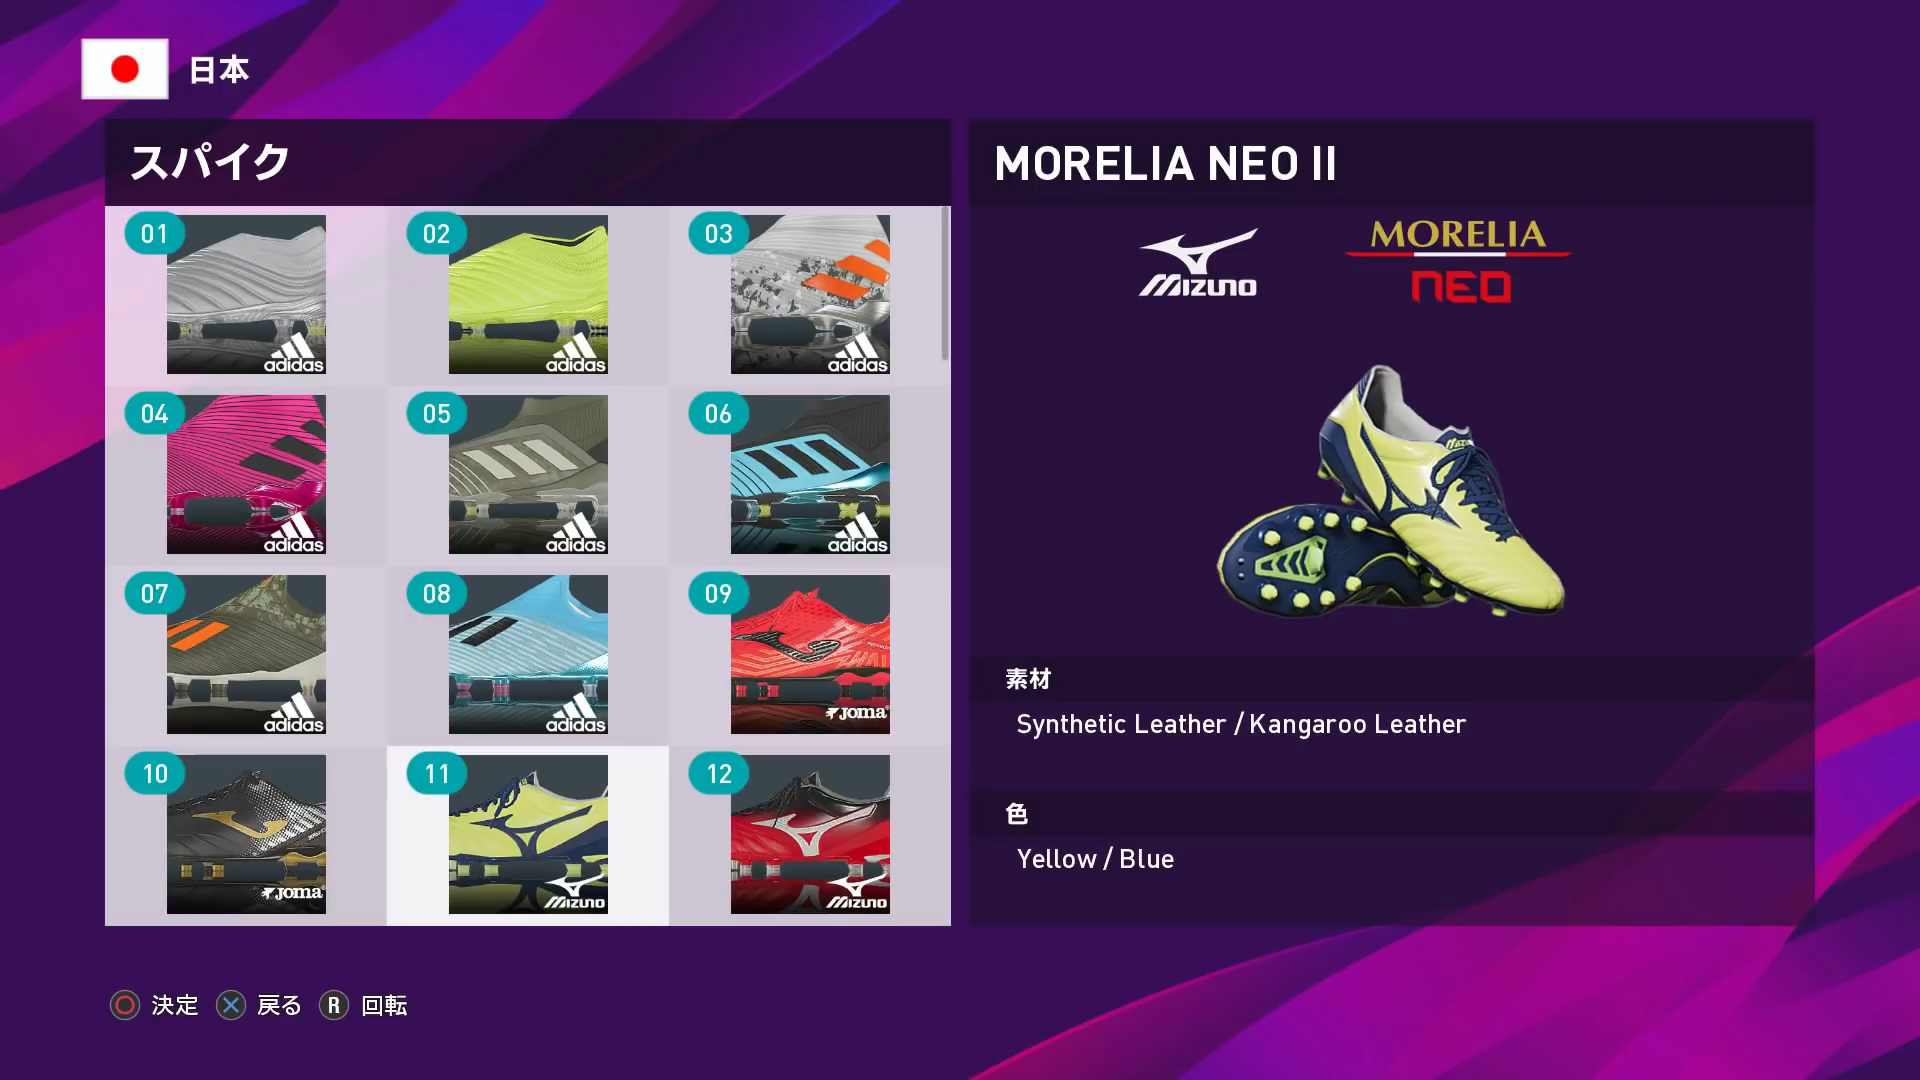 日本
スパイク
MORELIA NEO II
01
adidas
02
adidas
03
adidas
MIZUNO
MORELIA
NEO
04
adidas
05
adidas
06
adidas
07
adidas
08
adidas
09
JOMA
10
JOMA
11
MIZUNO
12
MIZUNO
素材
Synthetic Leather / Kangaroo Leather
色
Yellow / Blue
決定 戻る R 回転